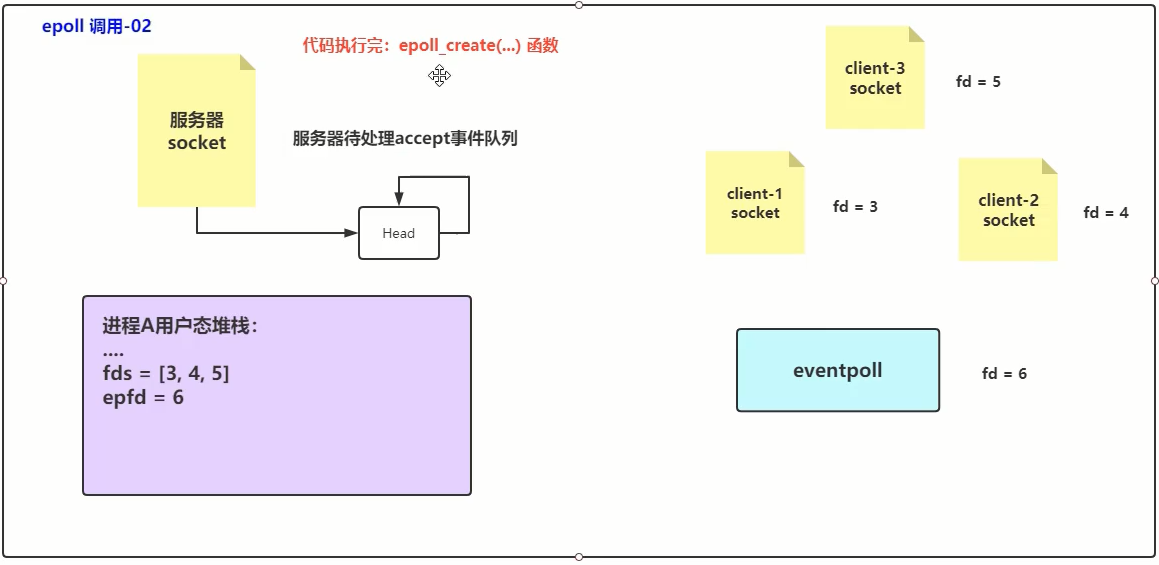 epoll 调用-02
代码执行完：epoll_create(...) 函数
服务器
socket
服务器待处理accept事件队列
Head
client-3
socket
fd = 5
client-1
socket
fd = 3
client-2
socket
fd = 4
进程A用户态堆栈：
....
fds = [3, 4, 5]
epfd = 6
eventpoll
fd = 6